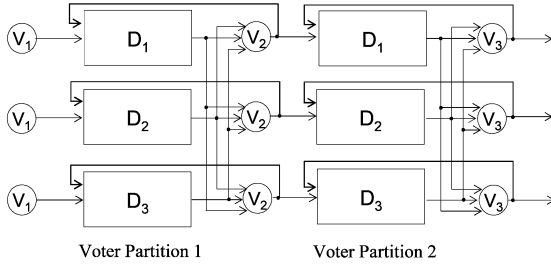 V1 D1 V2 D1 V3
V1 D2 V2 D2 V3
V1 D3 V2 D3 V3
Voter Partition 1 Voter Partition 2